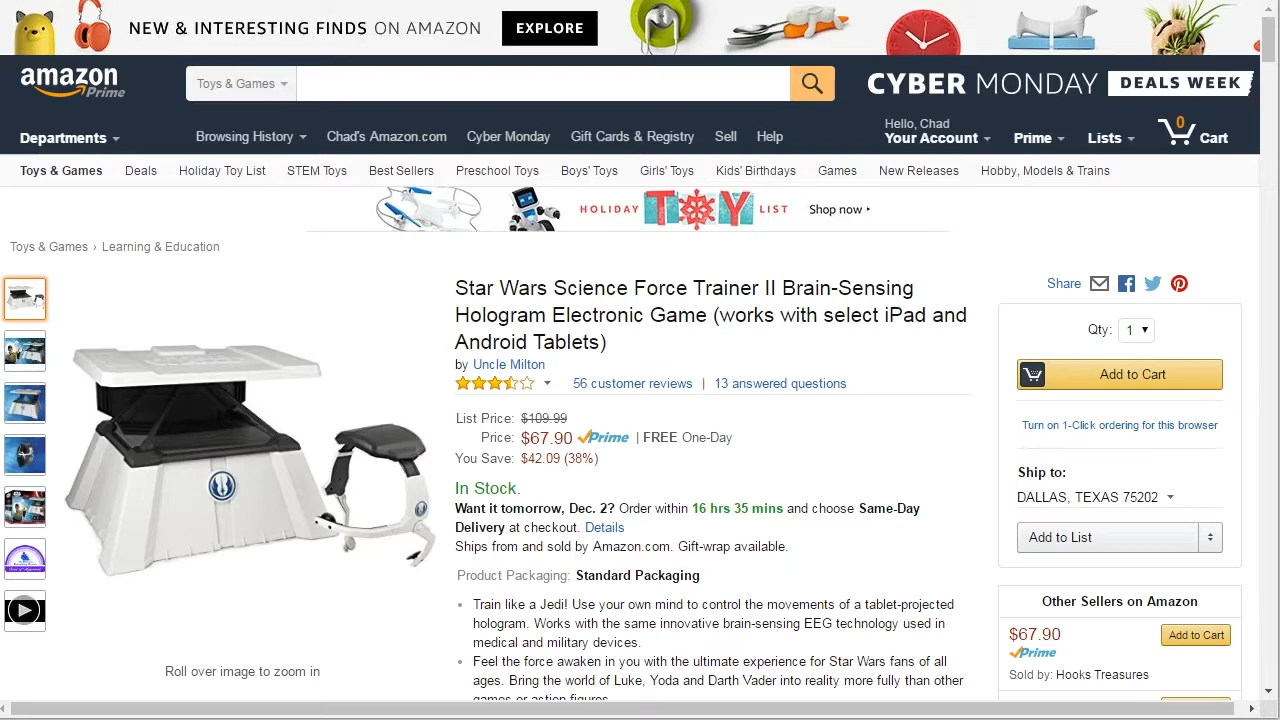 NEW & INTERESTING FINDS ON AMAZON EXPLORE
amazon Prime
Toys & Games
CYBER MONDAY DEALS WEEK
Departments
Browsing History Chad's Amazon.com Cyber Monday Gift Cards & Registry Sell Help
Hello, Chad
Your Account Prime Lists 0 Cart
Toys & Games Deals Holiday Toy List STEM Toys Best Sellers Preschool Toys Boys' Toys Girls' Toys Kids' Birthdays Games New Releases Hobby, Models & Trains
HOLIDAY TOY LIST Shop now
Toys & Games › Learning & Education
Star Wars Science Force Trainer II Brain-Sensing
Hologram Electronic Game (works with select iPad and
Android Tablets)
by Uncle Milton
56 customer reviews | 13 answered questions
List Price: $109.99
Price: $67.90 Prime | FREE One-Day
You Save: $42.09 (38%)
In Stock.
Want it tomorrow, Dec. 2? Order within 16 hrs 35 mins and choose Same-Day
Delivery at checkout. Details
Ships from and sold by Amazon.com. Gift-wrap available.
Product Packaging: Standard Packaging
• Train like a Jedi! Use your own mind to control the movements of a tablet-projected
hologram. Works with the same innovative brain-sensing EEG technology used in
medical and military devices.
• Feel the force awaken in you with the ultimate experience for Star Wars fans of all
ages. Bring the world of Luke, Yoda and Darth Vader into reality more fully than other
games or action figures.
Roll over image to zoom in
Share
Qty: 1
Add to Cart
Turn on 1-Click ordering for this browser
Ship to:
DALLAS, TEXAS 75202
Add to List
Other Sellers on Amazon
$67.90 Add to Cart
Prime
Sold by: Hooks Treasures